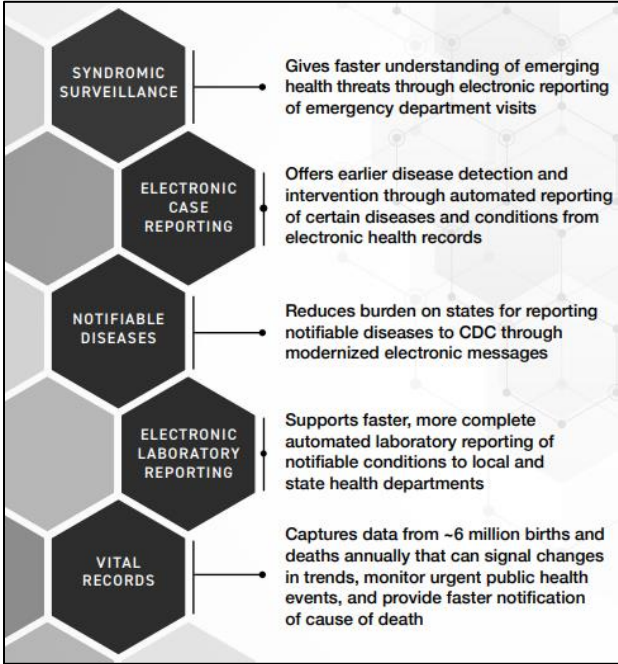 SYNDROMIC
SURVEILLANCE
Gives faster understanding of emerging
health threats through electronic reporting
of emergency department visits
ELECTRONIC
CASE
REPORTING
Offers earlier disease detection and
intervention through automated reporting
of certain diseases and conditions from
electronic health records
NOTIFIABLE
DISEASES
Reduces burden on states for reporting
notifiable diseases to CDC through
modernized electronic messages
ELECTRONIC
LABORATORY
REPORTING
Supports faster, more complete
automated laboratory reporting of
notifiable conditions to local and
state health departments
VITAL
RECORDS
Captures data from ~6 million births and
deaths annually that can signal changes
in trends, monitor urgent public health
events, and provide faster notification
of cause of death